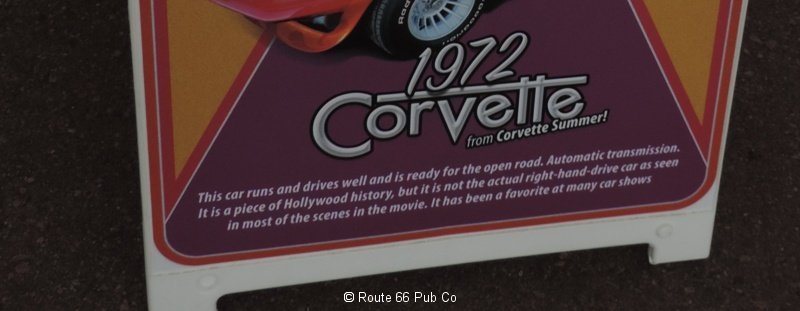 1972
Corvette
from Corvette Summer!
This car runs and drives well and is ready for the open road. Automatic transmission.
It is a piece of Hollywood history, but it is not the actual right-hand-drive car as seen
in most of the scenes in the movie. It has been a favorite at many car shows
© Route 66 Pub Co